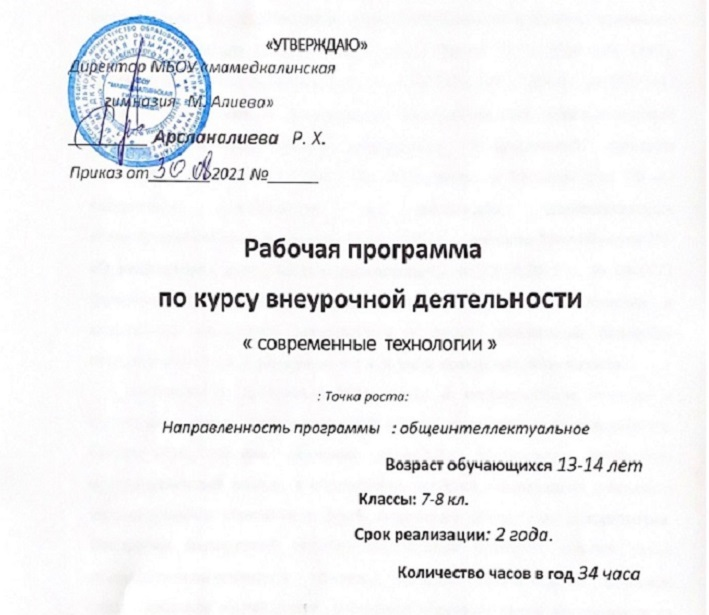 «УТВЕРЖДАЮ»
Директор МБОУ «мамедкалинская
гимназия М. Алиева»
Арсланалиева Р. Х.
Приказ от 30 08 2021 №
Рабочая программа
по курсу внеурочной деятельности
« современные технологии »
: Точка роста:
Направленность программы : общеинтеллектуальное
Возраст обучающихся 13-14 лет
Классы: 7-8 кл.
Срок реализации: 2 года.
Количество часов в год 34 часа